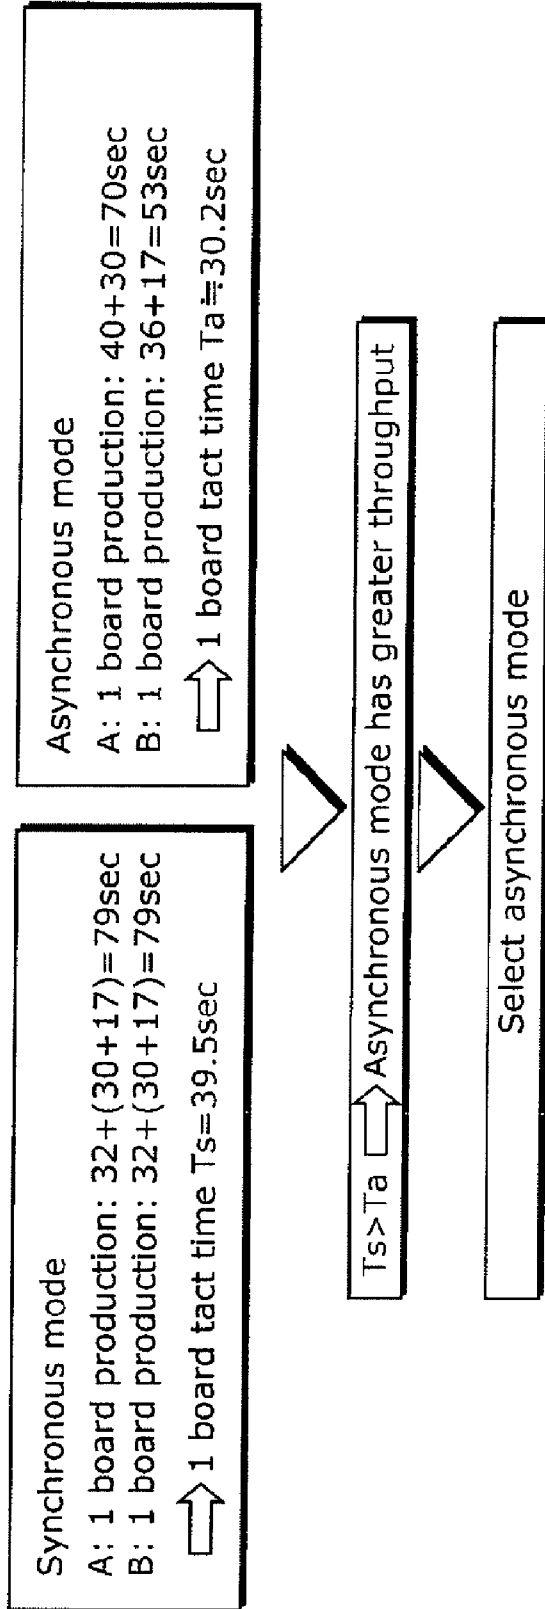 Synchronous mode
A: 1 board production: 32+(30+17)=79sec
B: 1 board production: 32+(30+17)=79sec
1 board tact time Ts=39.5sec
Asynchronous mode
A: 1 board production: 40+30=70sec
B: 1 board production: 36+17=53sec
1 board tact time Ta≒30.2sec
Ts>Ta Asynchronous mode has greater throughput
Select asynchronous mode